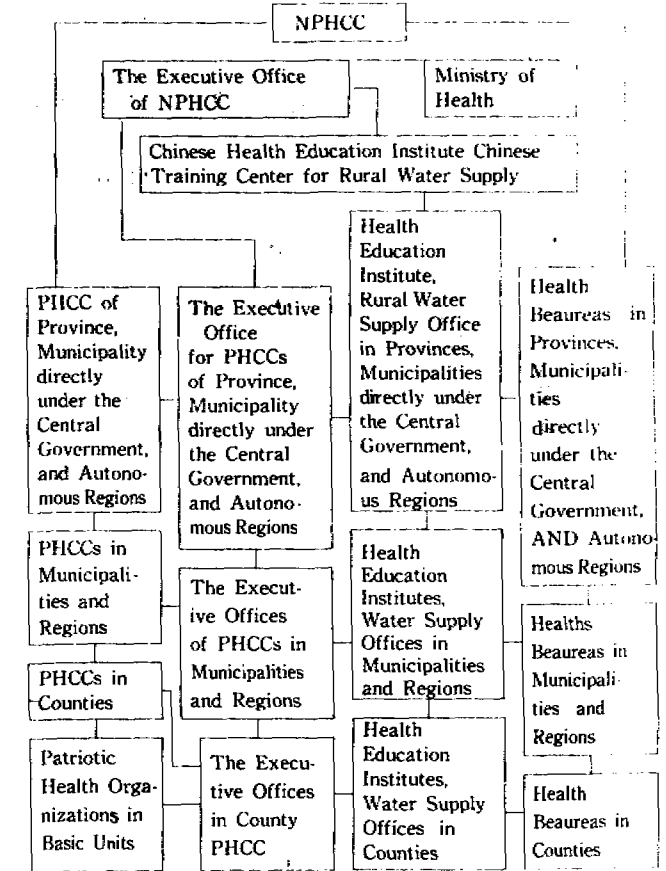 NPHCC
The Executive Office
of NPHCC
Ministry of
Health
Chinese Health Education Institute Chinese
Training Center for Rural Water Supply
PHCC of
Province,
Municipality
directly
under the
Central
Government,
and Autono-
mous Regions
The Executive
Office
for PHCCs
of Province,
Municipality
directly under
the Central
Government,
and Autono-
mous Regions
Health
Education
Institute,
Rural Water
Supply Office
in Provinces,
Municipalities
directly under
the Central
Government,
and Autonomo-
us Regions
Health
Beaureas in
Provinces,
Municipali-
ties
directly
under the
Central
Government,
AND Autono-
mous Regions
PHCCs in
Municipali-
ties and
Regions
The Execut-
ive Offices
of PHCCs in
Municipalities
and Regions
Health
Education
Institutes,
Water Supply
Offices in
Municipalities
and Regions
Healths
Beaureas in
Municipali-
ties and
Regions
PHCCs in
Counties
Patriotic
Health Orga-
nizations in
Basic Units
The Execu-
tive Offices
in County
PHCC
Health
Education
Institutes,
Water Supply
Offices in
Counties
Health
Beaureas in
Counties